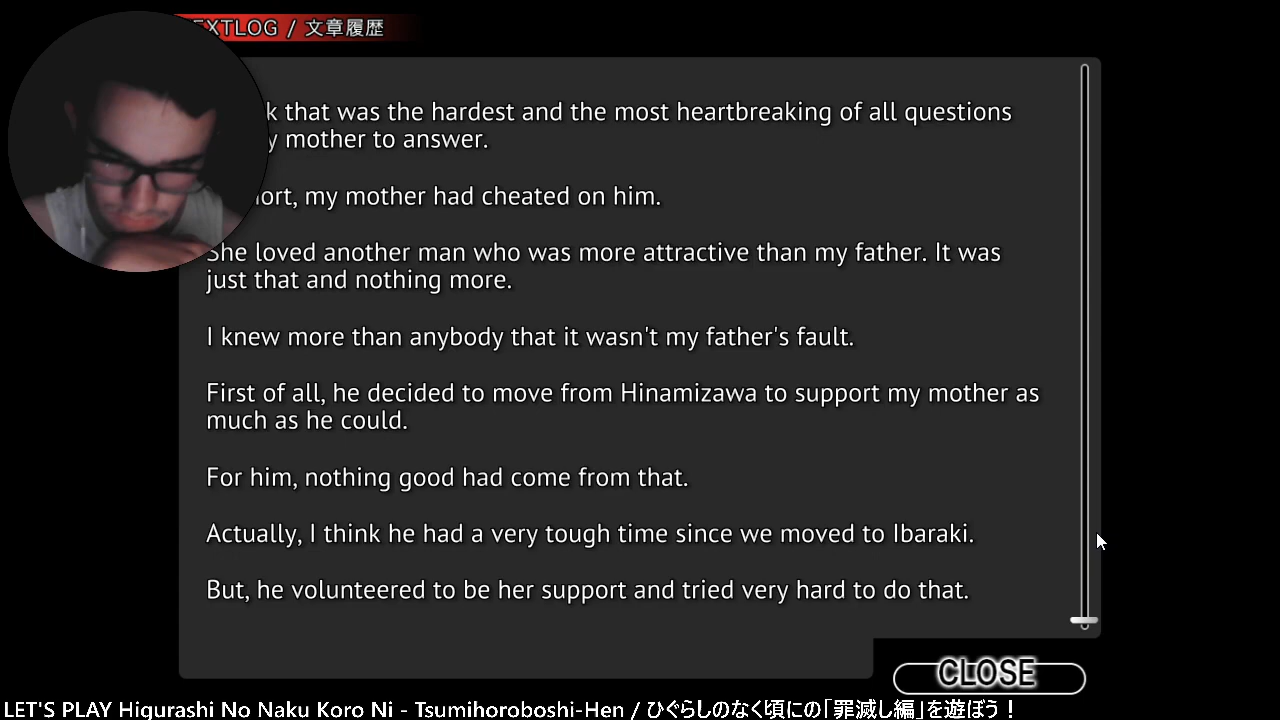 EXTLOG / 文章履歴
k that was the hardest and the most heartbreaking of all questions
y mother to answer.
ort, my mother had cheated on him.
She loved another man who was more attractive than my father. It was
just that and nothing more.
I knew more than anybody that it wasn't my father's fault.
First of all, he decided to move from Hinamizawa to support my mother as
much as he could.
For him, nothing good had come from that.
Actually, I think he had a very tough time since we moved to Ibaraki.
But, he volunteered to be her support and tried very hard to do that.
CLOSE
LET'S PLAY Higurashi No Naku Koro Ni - Tsumihoroboshi-Hen / ひぐらしのなく頃にの「罪滅し編」を遊ぼう！